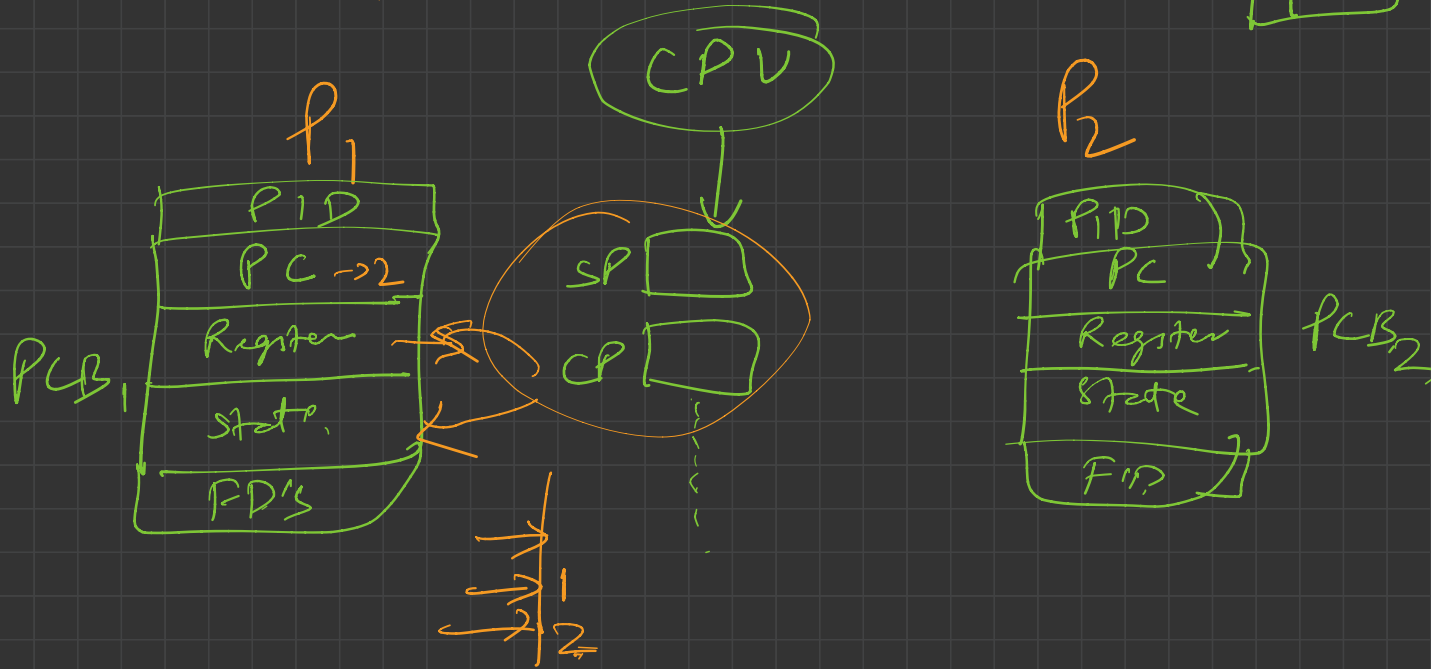 CPU
P1
P2
PID
PC → 2
Register
State
FD's
PCB1
SP
CP
1
2
PID
PC
Register
State
FD
PCB2